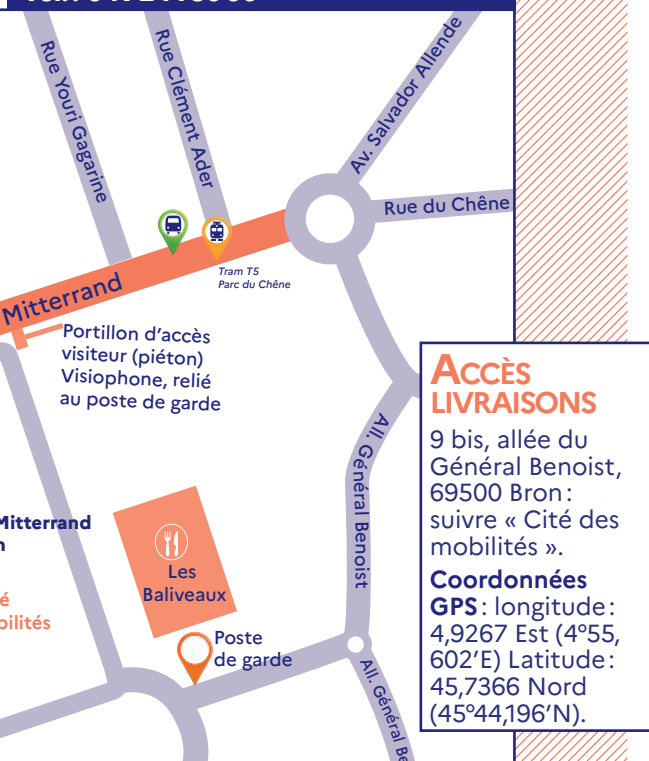 Rue Youri Gagarine
Rue Clément Ader
Av. Salvador Allende
Rue du Chêne
Tram T5
Parc du Chêne
Mitterrand
Portillon d'accès
visiteur (piéton)
Visiophone, relié
au poste de garde
All. Général Benoist
ACCÈS
LIVRAISONS
9 bis, allée du
Général Benoist,
69500 Bron :
suivre « Cité des
mobilités ».
Coordonnées
GPS : longitude :
4,9267 Est (4°55,
602'E) Latitude :
45,7366 Nord
(45°44,196'N).
Mitterrand
Les
Baliveaux
Poste
de garde
All. Général